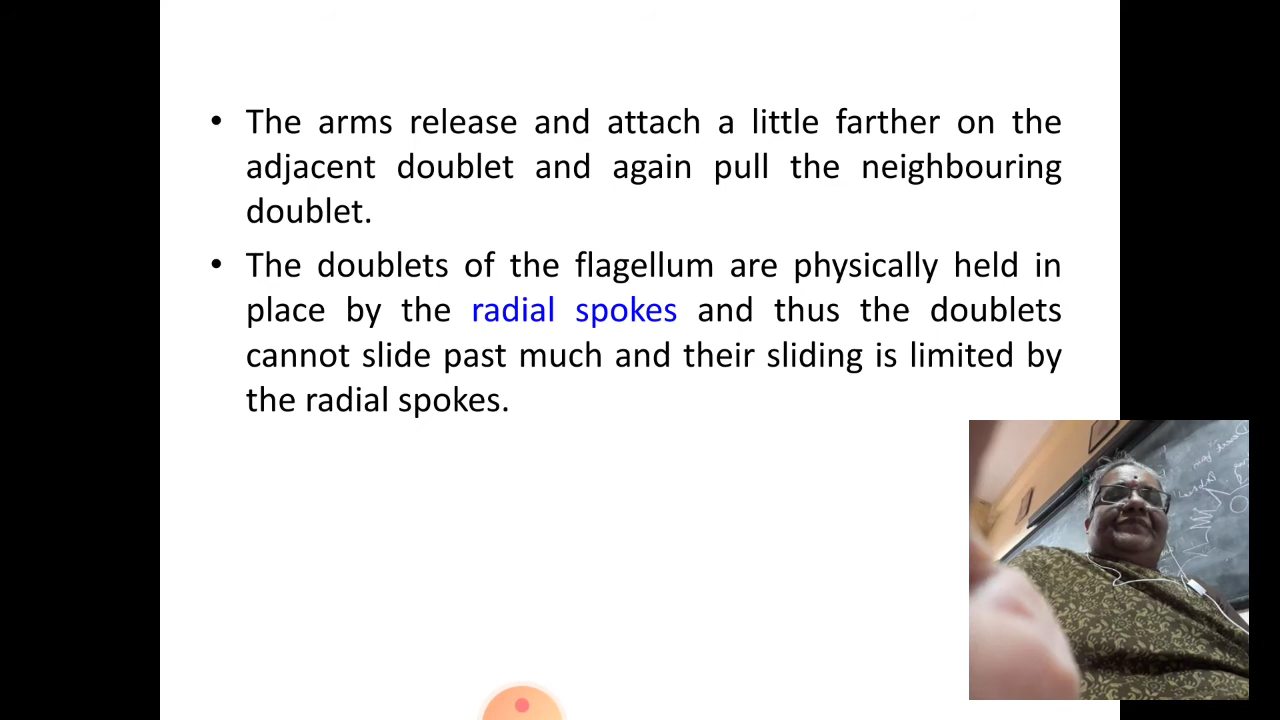 • The arms release and attach a little farther on the
adjacent doublet and again pull the neighbouring
doublet.
• The doublets of the flagellum are physically held in
place by the radial spokes and thus the doublets
cannot slide past much and their sliding is limited by
the radial spokes.